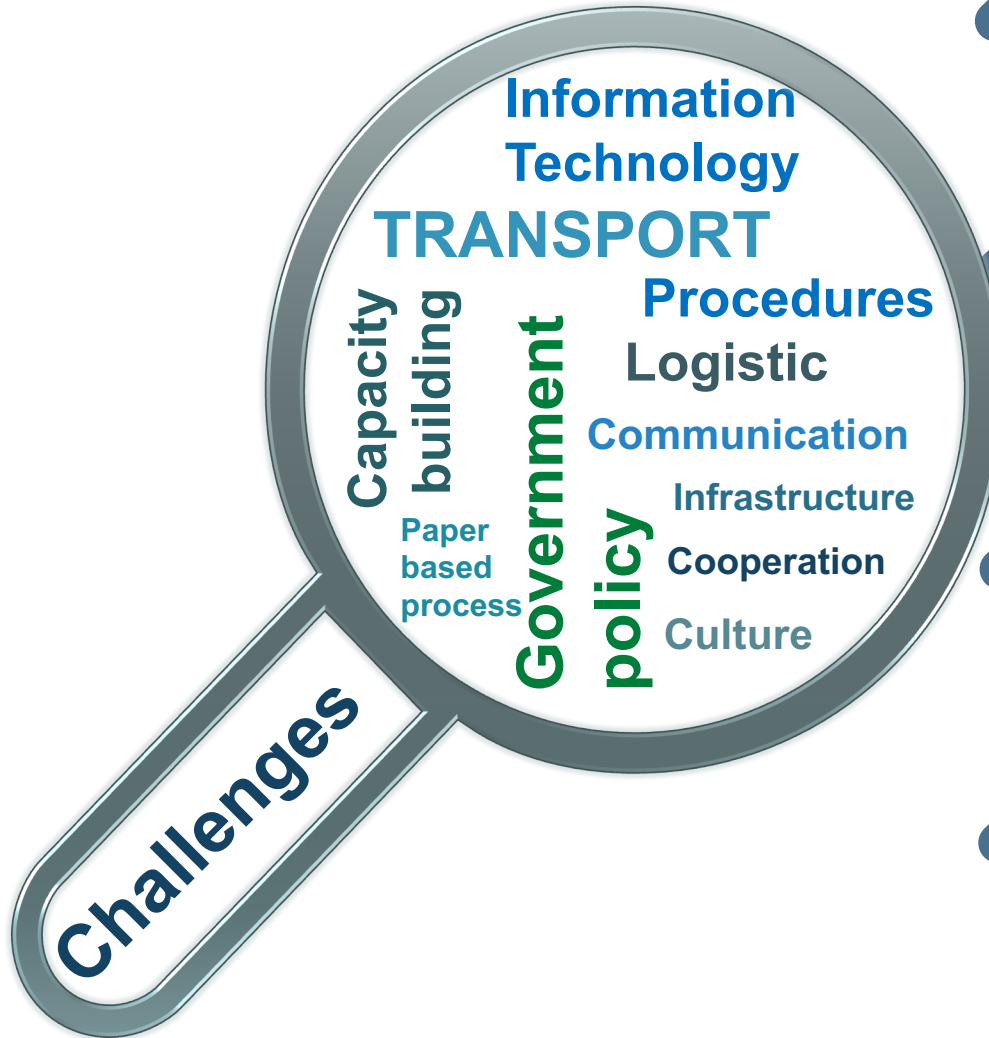 Information
Technology
TRANSPORT
Procedures
Logistic
Capacity
building
Government
policy
Communication
Infrastructure
Paper
based
process
Cooperation
Culture
Challenges